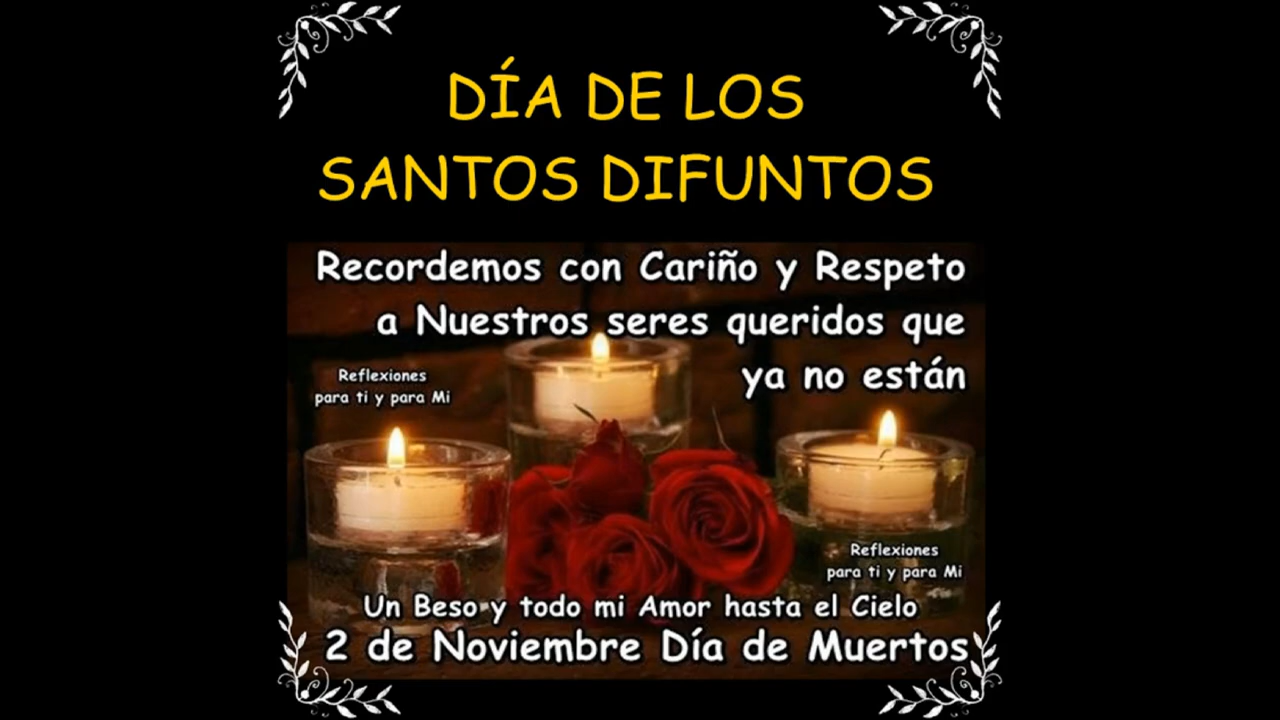 DÍA DE LOS
SANTOS DIFUNTOS
Recordemos con Cariño y Respeto
a Nuestros seres queridos que
ya no están
Reflexiones
para ti y para Mi
Reflexiones
para ti y para Mi
Un Beso y todo mi Amor hasta el Cielo
2 de Noviembre Día de Muertos